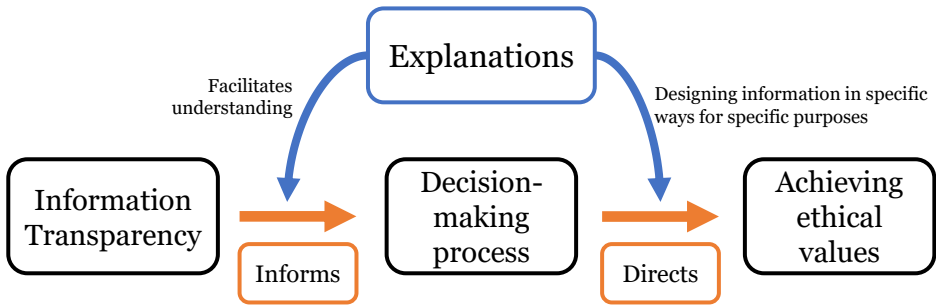 Explanations
Facilitates
understanding
Designing information in specific
ways for specific purposes
Information
Transparency
Decision-
making
process
Achieving
ethical
values
Informs
Directs